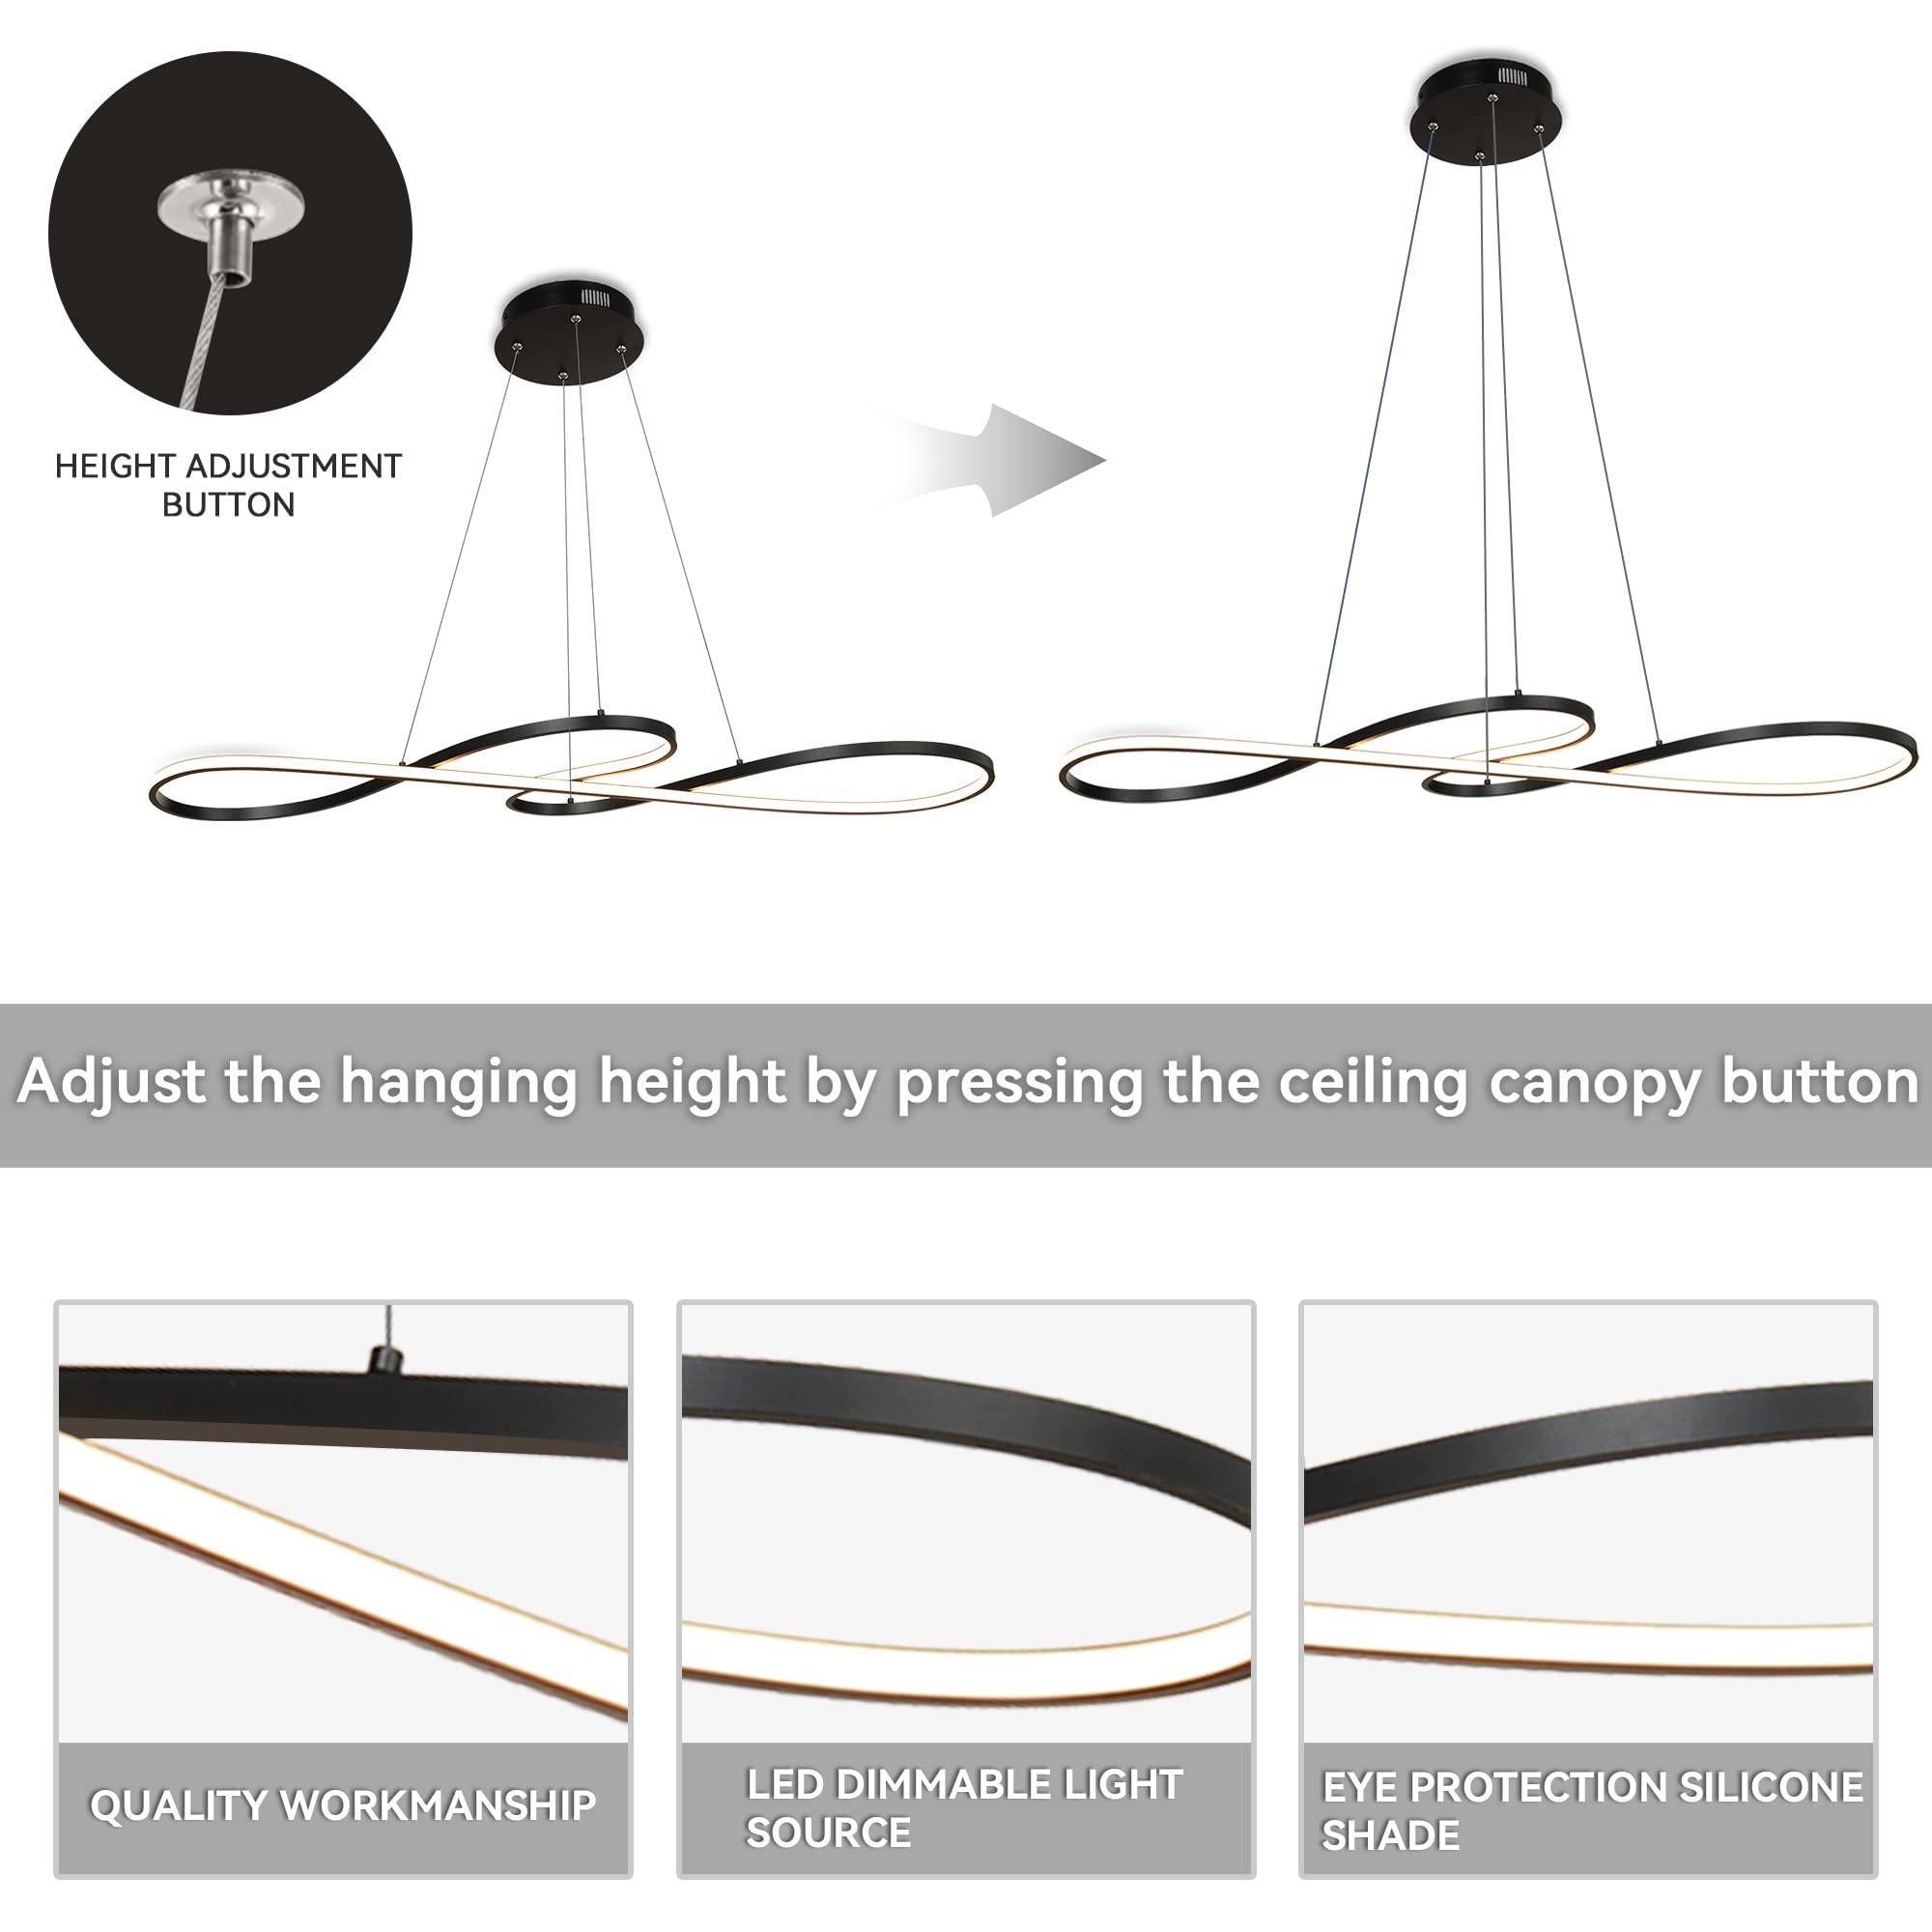 HEIGHT ADJUSTMENT
BUTTON
Adjust the hanging height by pressing the ceiling canopy button
QUALITY WORKMANSHIP
LED DIMMABLE LIGHT
SOURCE
EYE PROTECTION SILICONE
SHADE